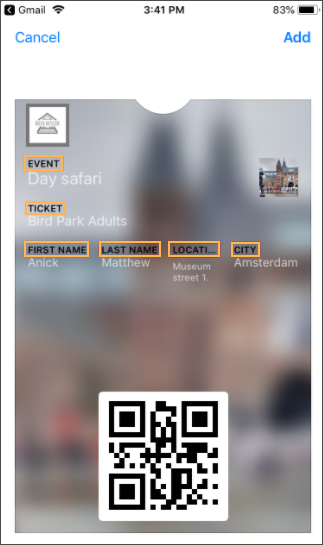 Gmail 3:41 PM 83%
Cancel Add
EVENT
Day safari
TICKET
Bird Park Adults
FIRST NAME LAST NAME LOCATI... CITY
Anick Matthew Museum street 1. Amsterdam